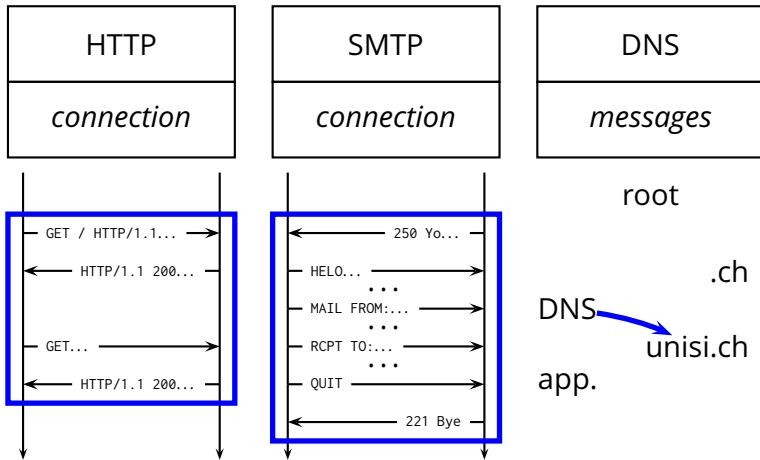 HTTP
connection
GET / HTTP/1.1...
HTTP/1.1 200...
GET...
HTTP/1.1 200...
SMTP
connection
250 Yo...
HELO...
...
MAIL FROM:...
...
RCPT TO:...
...
QUIT
221 Bye
DNS
messages
root
.ch
DNS
unisi.ch
app.